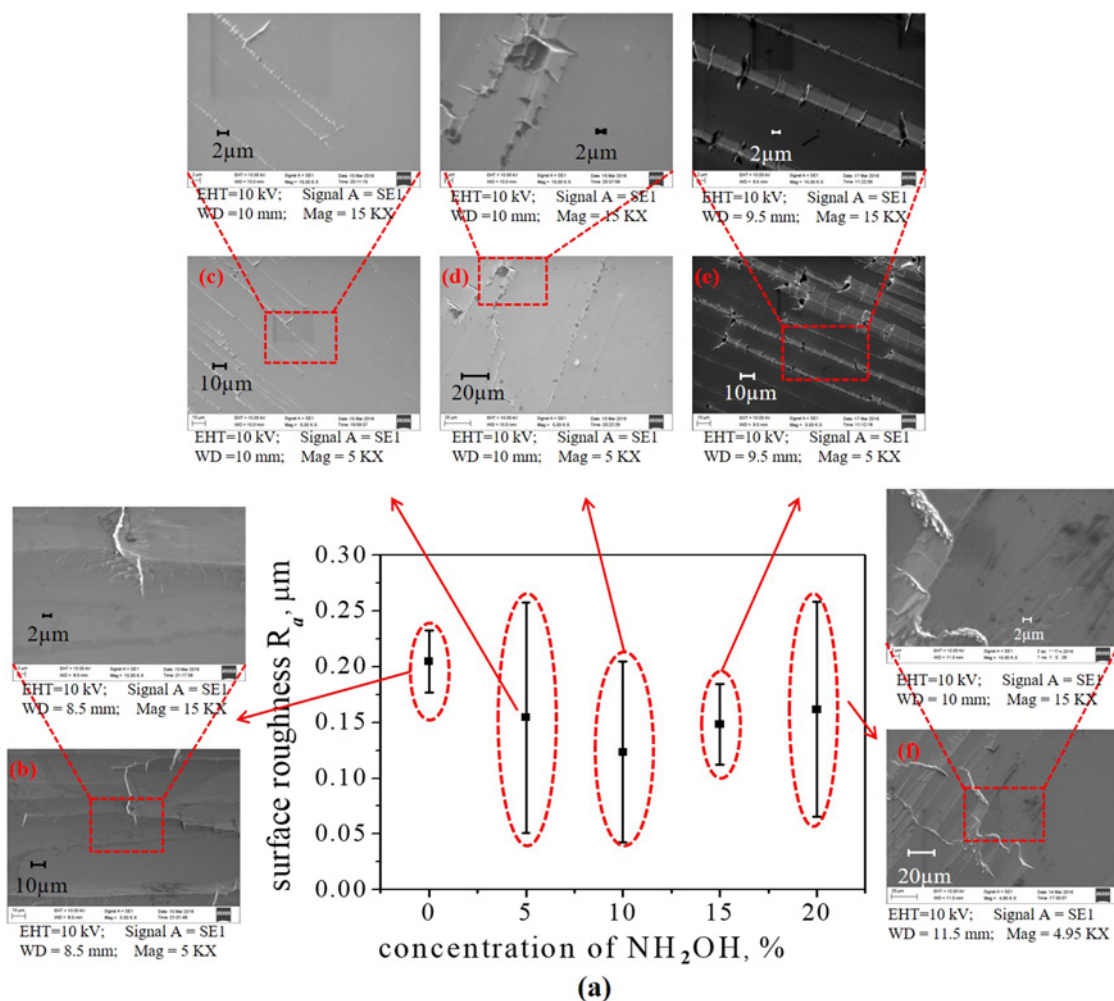 2μm
2μm
2μm
EHT=10 kV; Signal A = SE1
WD =10 mm; Mag = 15 KX
EHT=10 kV; Signal A = SE1
WD =10 mm; Mag = 15 KX
EHT=10 kV; Signal A = SE1
WD = 9.5 mm; Mag = 15 KX
(c)
(d)
(e)
10μm
20μm
10μm
EHT=10 kV; Signal A = SE1
WD =10 mm; Mag = 5 KX
EHT=10 kV; Signal A = SE1
WD =10 mm; Mag = 5 KX
EHT=10 kV; Signal A = SE1
WD = 9.5 mm; Mag = 5 KX
2μm
EHT=10 kV; Signal A = SE1
WD = 8.5 mm; Mag = 15 KX
(b)
10μm
EHT=10 kV; Signal A = SE1
WD = 8.5 mm; Mag = 5 KX
surface roughness Ra, μm
0.30
0.25
0.20
0.15
0.10
0.05
0.00
0 5 10 15 20
concentration of NH2OH, %
2μm
EHT=10 kV; Signal A = SE1
WD = 10 mm; Mag = 15 KX
(f)
20μm
EHT=10 kV; Signal A = SE1
WD = 11.5 mm; Mag = 4.95 KX
(a)